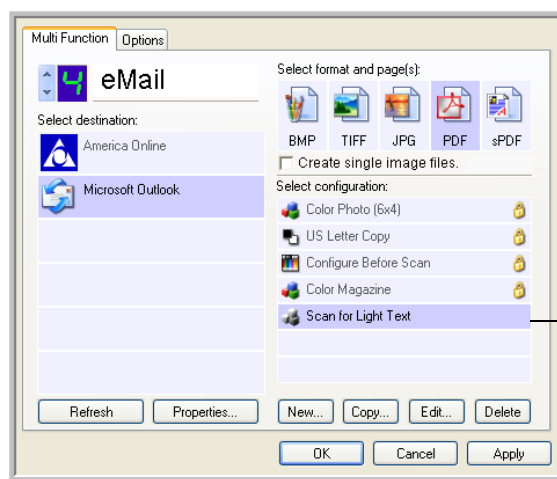 Multi Function
Options
4
eMail
Select destination:
America Online
Microsoft Outlook
Refresh
Properties...
Select format and page(s):
BMP
TIFF
JPG
PDF
sPDF
Create single image files.
Select configuration:
Color Photo (6x4)
US Letter Copy
Configure Before Scan
Color Magazine
Scan for Light Text
New...
Copy...
Edit...
Delete
OK
Cancel
Apply